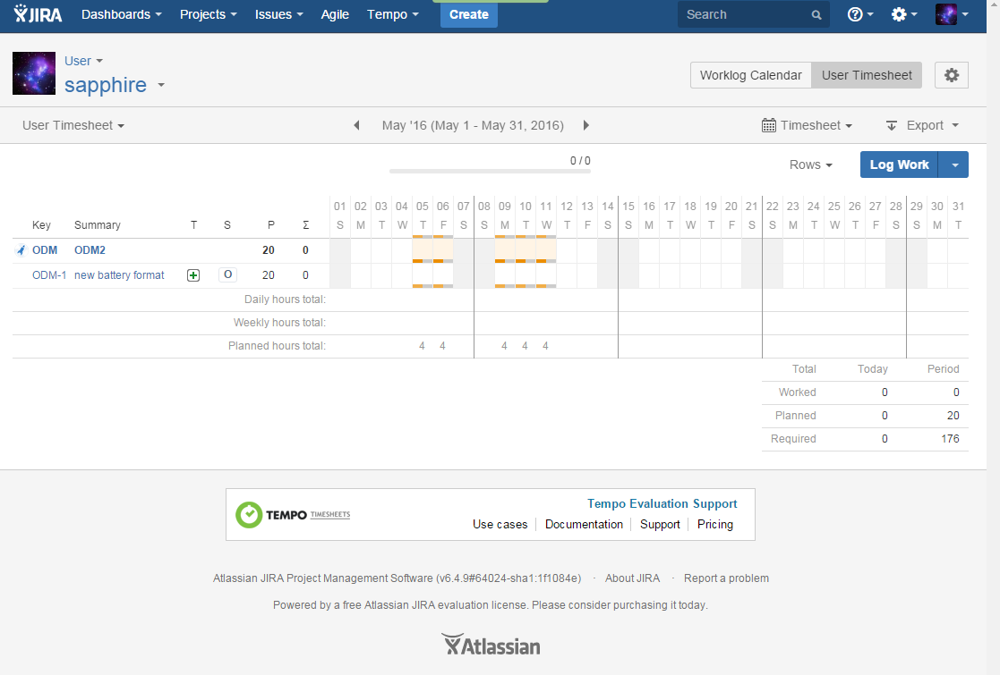 JIRA Dashboards Projects Issues Agile Tempo Create Search
User
sapphire
Worklog Calendar User Timesheet
User Timesheet May '16 (May 1 - May 31, 2016) Timesheet Export
0 / 0 Rows Log Work
01 02 03 04 05 06 07 08 09 10 11 12 13 14 15 16 17 18 19 20 21 22 23 24 25 26 27 28 29 30 31
Key Summary T S P Σ S M T W T F S S M T W T F S S M T W T F S S M T W T F S S M T
ODM ODM2 20 0
ODM-1 new battery format O 20 0
Daily hours total:
Weekly hours total:
Planned hours total: 4 4 4 4 4
Total Today Period
Worked 0 0
Planned 0 20
Required 0 176
TEMPO TIMESHEETS
Tempo Evaluation Support
Use cases Documentation Support Pricing
Atlassian JIRA Project Management Software (v6.4.9#64024-sha1:1f1084e) · About JIRA · Report a problem
Powered by a free Atlassian JIRA evaluation license. Please consider purchasing it today.
Atlassian